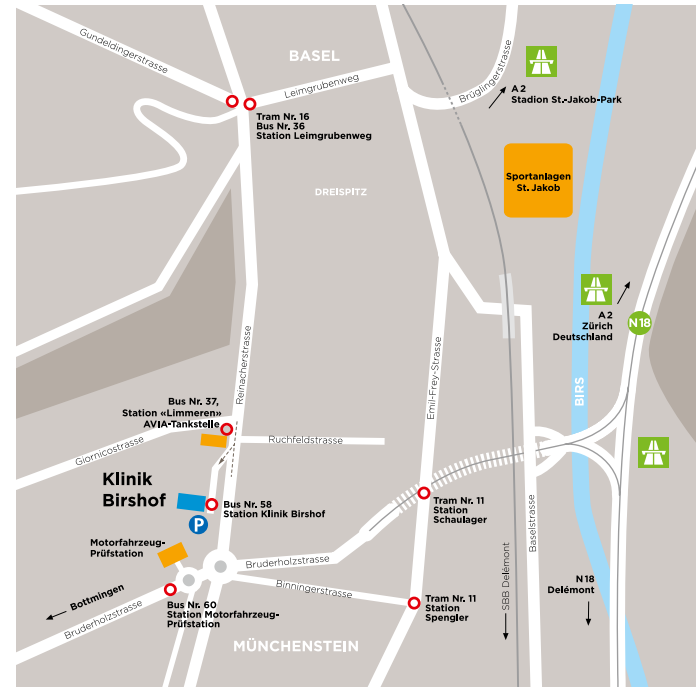 Gundeldingerstrasse
BASEL
Leimgrubenweg
Brüglingerstrasse
A2
Stadion St.-Jakob-Park
Tram Nr. 16
Bus Nr. 36
Station Leimgrubenweg
Sportanlagen
St. Jakob
DREISPITZ
A2
Zürich
Deutschland
N18
BIRS
Reinacherstrasse
Emil-Frey-Strasse
Bus Nr. 37,
Station «Limmeren»
AVIA-Tankstelle
Giornicostrasse
Ruchfeldstrasse
Klinik
Birshof
P
Bus Nr. 58
Station Klinik Birshof
Tram Nr. 11
Station
Schaulager
Baselstrasse
SBB Delémont
Motorfahrzeug-
Prüfstation
Bruderholzstrasse
Binningerstrasse
N18
Delémont
Bottmingen
Bruderholzstrasse
Bus Nr. 60
Station Motorfahrzeug-
Prüfstation
Tram Nr. 11
Station
Spengler
MÜNCHENSTEIN